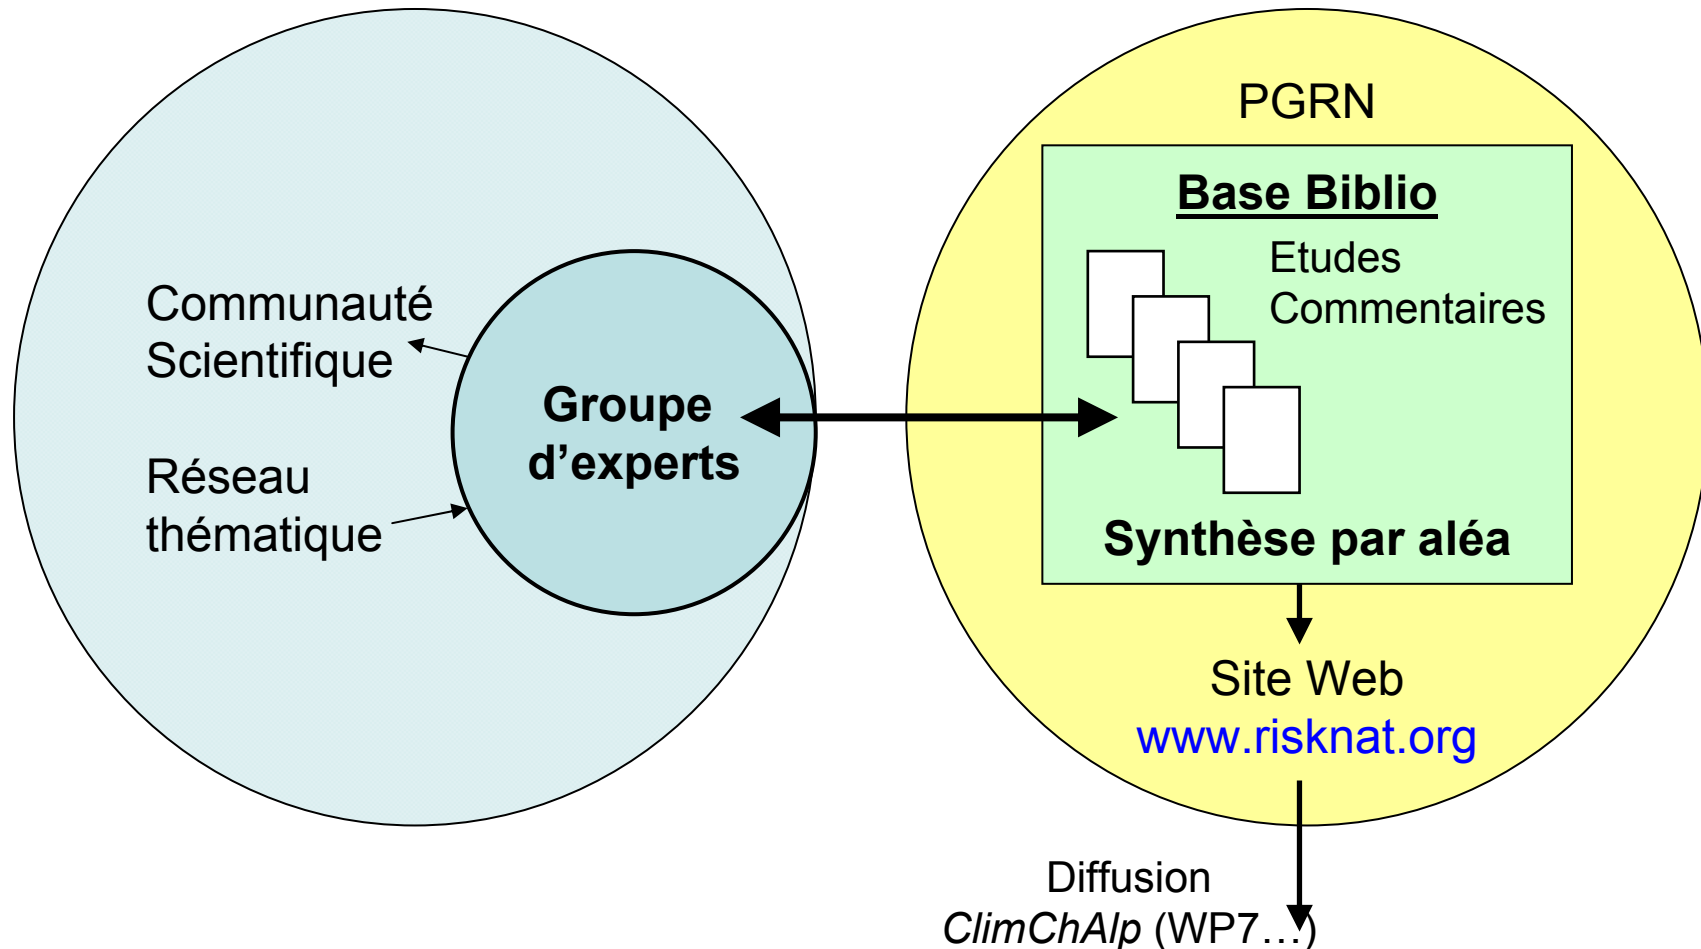 Communauté
Scientifique
Réseau
thématique
Groupe
d’experts
PGRN
Base Biblio
Etudes
Commentaires
Synthèse par aléa
Site Web
www.risknat.org
Diffusion
ClimChAlp (WP7…)